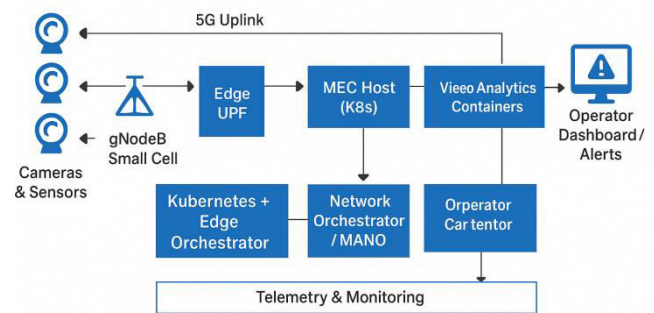 5G Uplink
Cameras
& Sensors
gNodeB
Small Cell
Edge
UPF
MEC Host
(K8s)
Vieeo Analytics
Containers
Operator
Dashboard /
Alerts
Kubernetes +
Edge
Orchestrator
Network
Orchestrator
/ MANO
Orperator
Car tentor
Telemetry & Monitoring